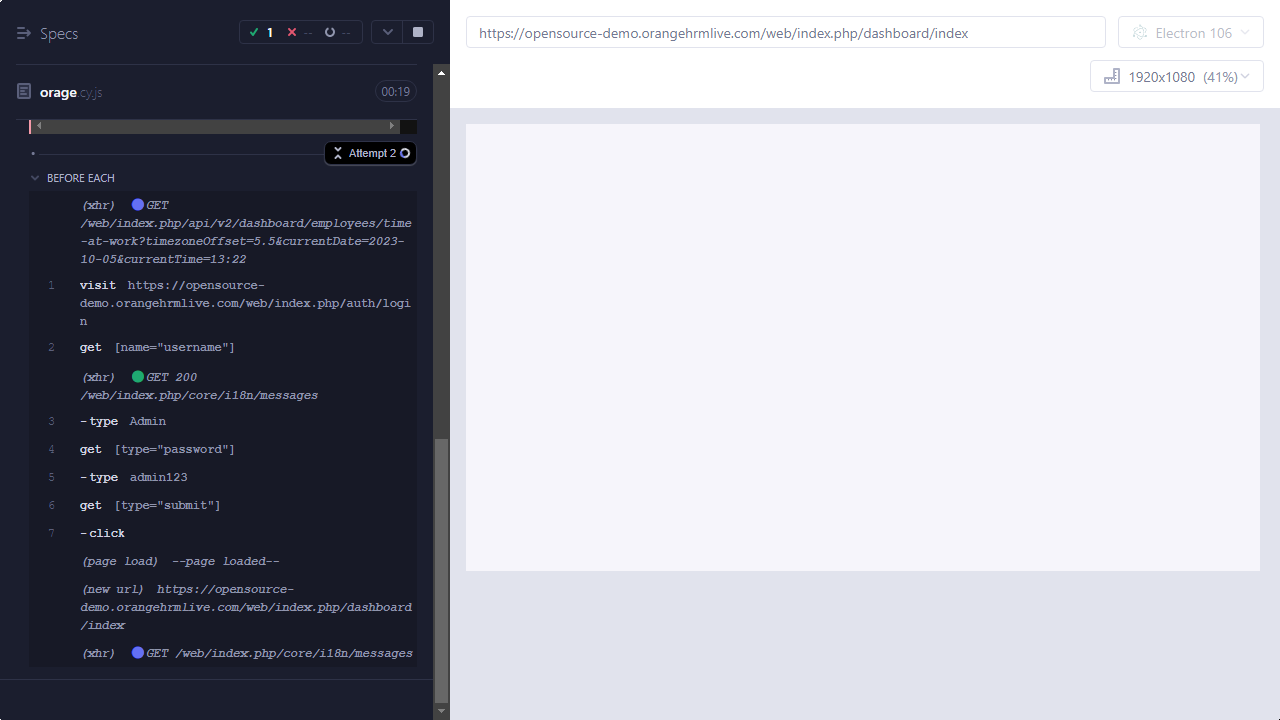 Specs
1
--
--
https://opensource-demo.orangehrmlive.com/web/index.php/dashboard/index
Electron 106
1920x1080 (41%)
orage.cy.js
00:19
Attempt 2
BEFORE EACH
(xhr) GET
/web/index.php/api/v2/dashboard/employees/time
-at-work?timezoneOffset=5.5&currentDate=2023-
10-05&currentTime=13:22
1 visit https://opensource-
demo.orangehrmlive.com/web/index.php/auth/logi
n
2 get [name="username"]
(xhr) GET 200
/web/index.php/core/i18n/messages
3 -type Admin
4 get [type="password"]
5 -type admin123
6 get [type="submit"]
7 -click
(page load) --page loaded--
(new url) https://opensource-
demo.orangehrmlive.com/web/index.php/dashboard
/index
(xhr) GET /web/index.php/core/i18n/messages